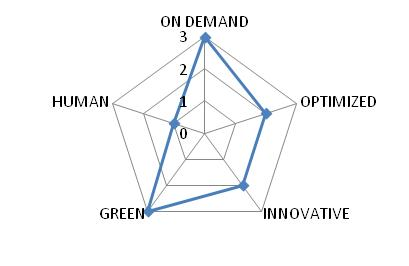 ON DEMAND
3
2
1
0
HUMAN
OPTIMIZED
GREEN
INNOVATIVE